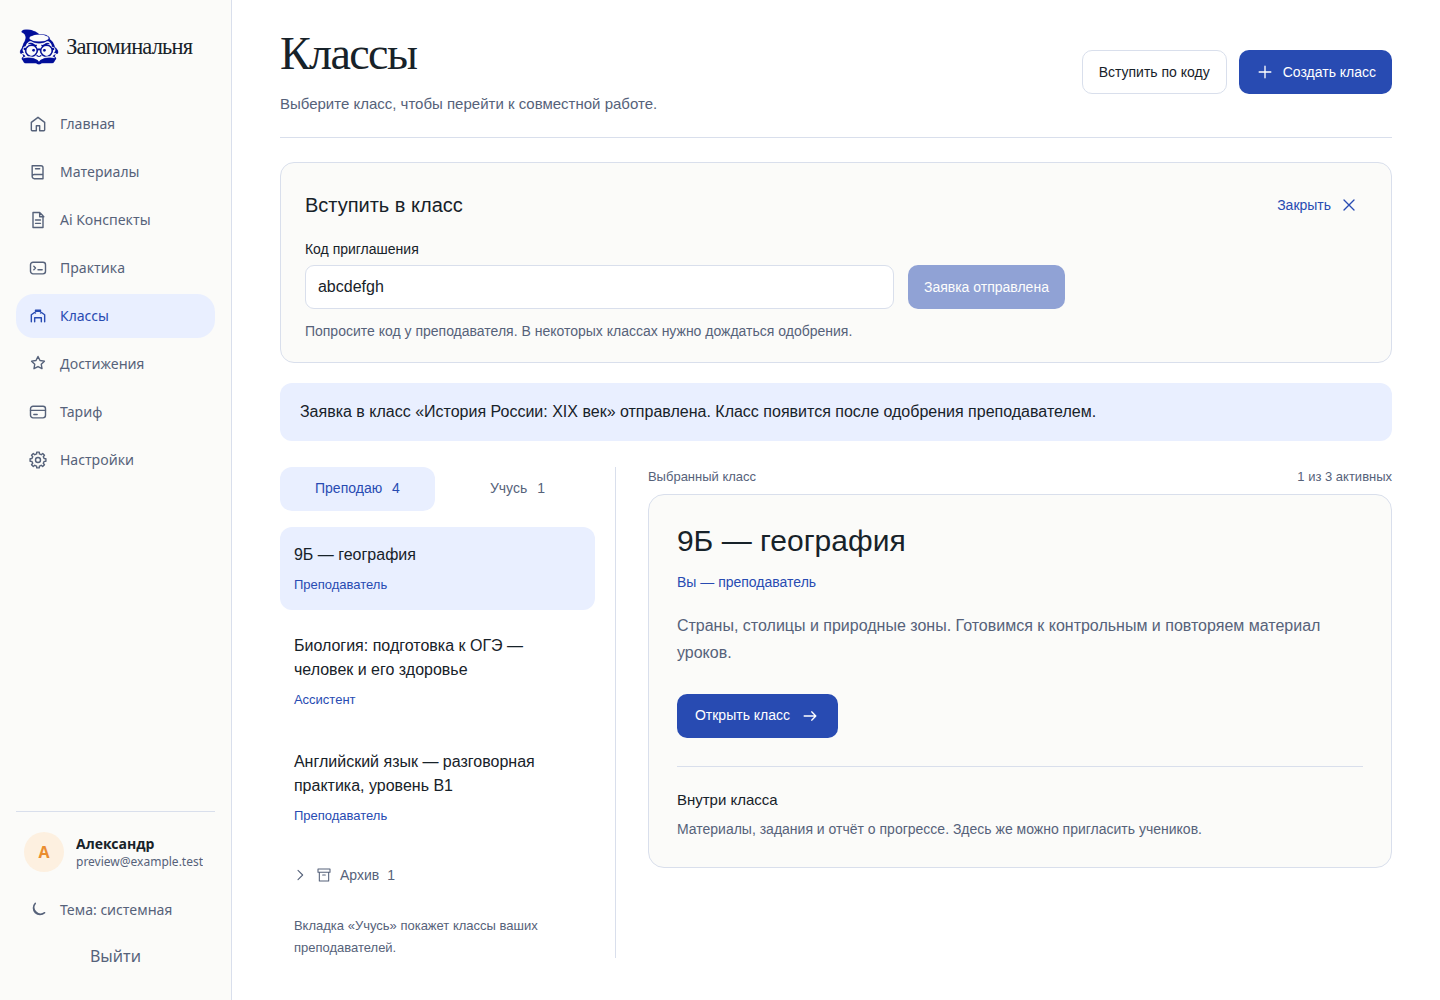 Запоминальня
Главная
Материалы
Ai Конспекты
Практика
Классы
Достижения
Тариф
Настройки
А
Александр
preview@example.test
Тема: системная
Выйти
Классы
Выберите класс, чтобы перейти к совместной работе.
Вступить по коду
Создать класс
Вступить в класс
Закрыть
Код приглашения
abcdefgh
Заявка отправлена
Попросите код у преподавателя. В некоторых классах нужно дождаться одобрения.
Заявка в класс «История России: XIX век» отправлена. Класс появится после одобрения преподавателем.
Преподаю 4
Учусь 1
9Б — география
Преподаватель
Биология: подготовка к ОГЭ —
человек и его здоровье
Ассистент
Английский язык — разговорная
практика, уровень B1
Преподаватель
Архив 1
Вкладка «Учусь» покажет классы ваших
преподавателей.
Выбранный класс
1 из 3 активных
9Б — география
Вы — преподаватель
Страны, столицы и природные зоны. Готовимся к контрольным и повторяем материал
уроков.
Открыть класс
Внутри класса
Материалы, задания и отчёт о прогрессе. Здесь же можно пригласить учеников.